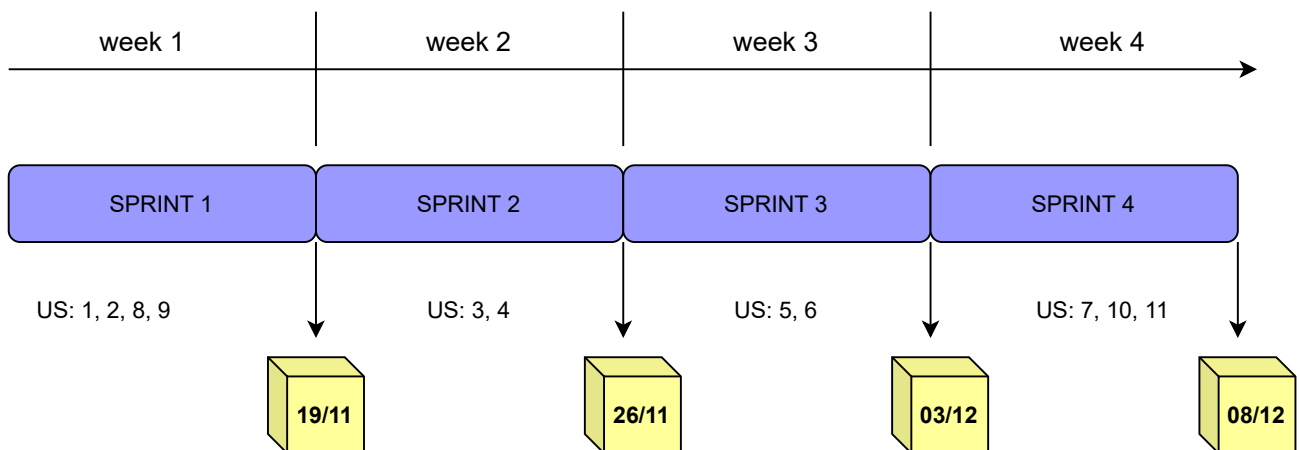 week 1
week 2
week 3
week 4
SPRINT 1
SPRINT 2
SPRINT 3
SPRINT 4
US: 1, 2, 8, 9
US: 3, 4
US: 5, 6
US: 7, 10, 11
19/11
26/11
03/12
08/12